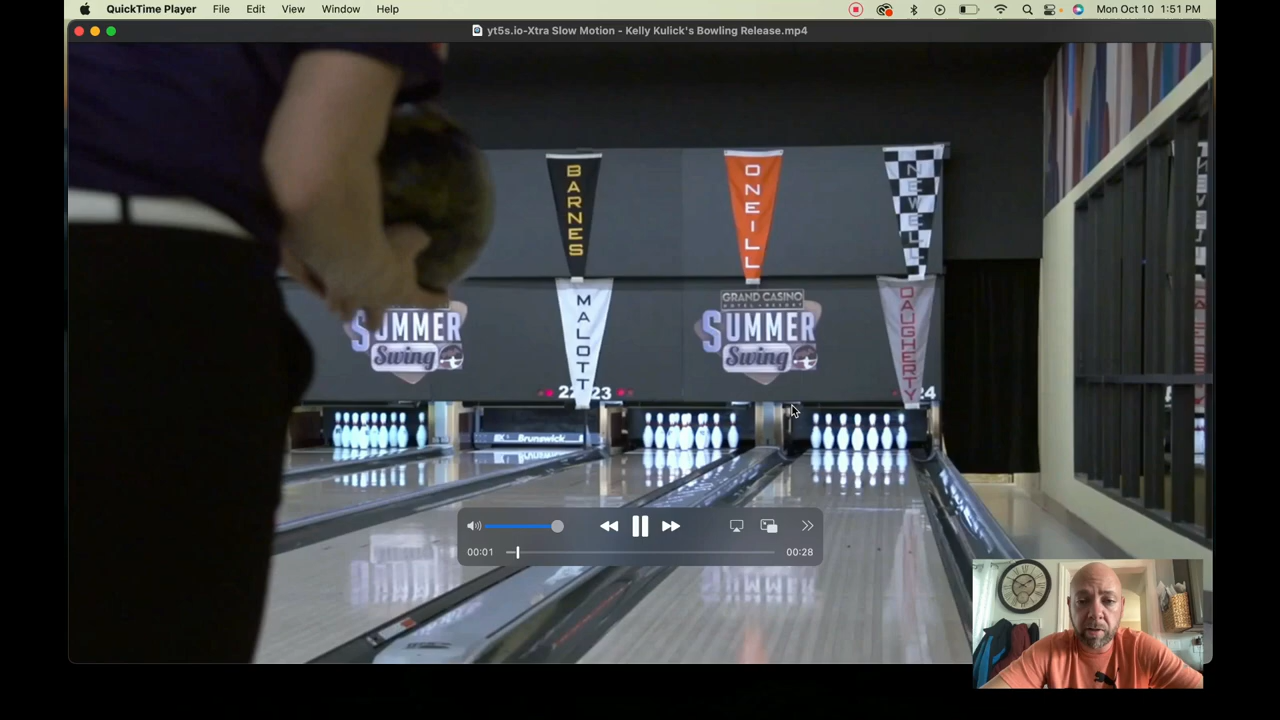 QuickTime Player File Edit View Window Help Mon Oct 10 1:51 PM
yt5s.io-Xtra Slow Motion - Kelly Kulick's Bowling Release.mp4
BARNES
ONEILL
NEWELL
MALOTT
DAUGHERTY
SUMMER
Swing
GRAND CASINO
HOTEL • RESORT
SUMMER
Swing
22 23
24
Brunswick
00:01
00:28